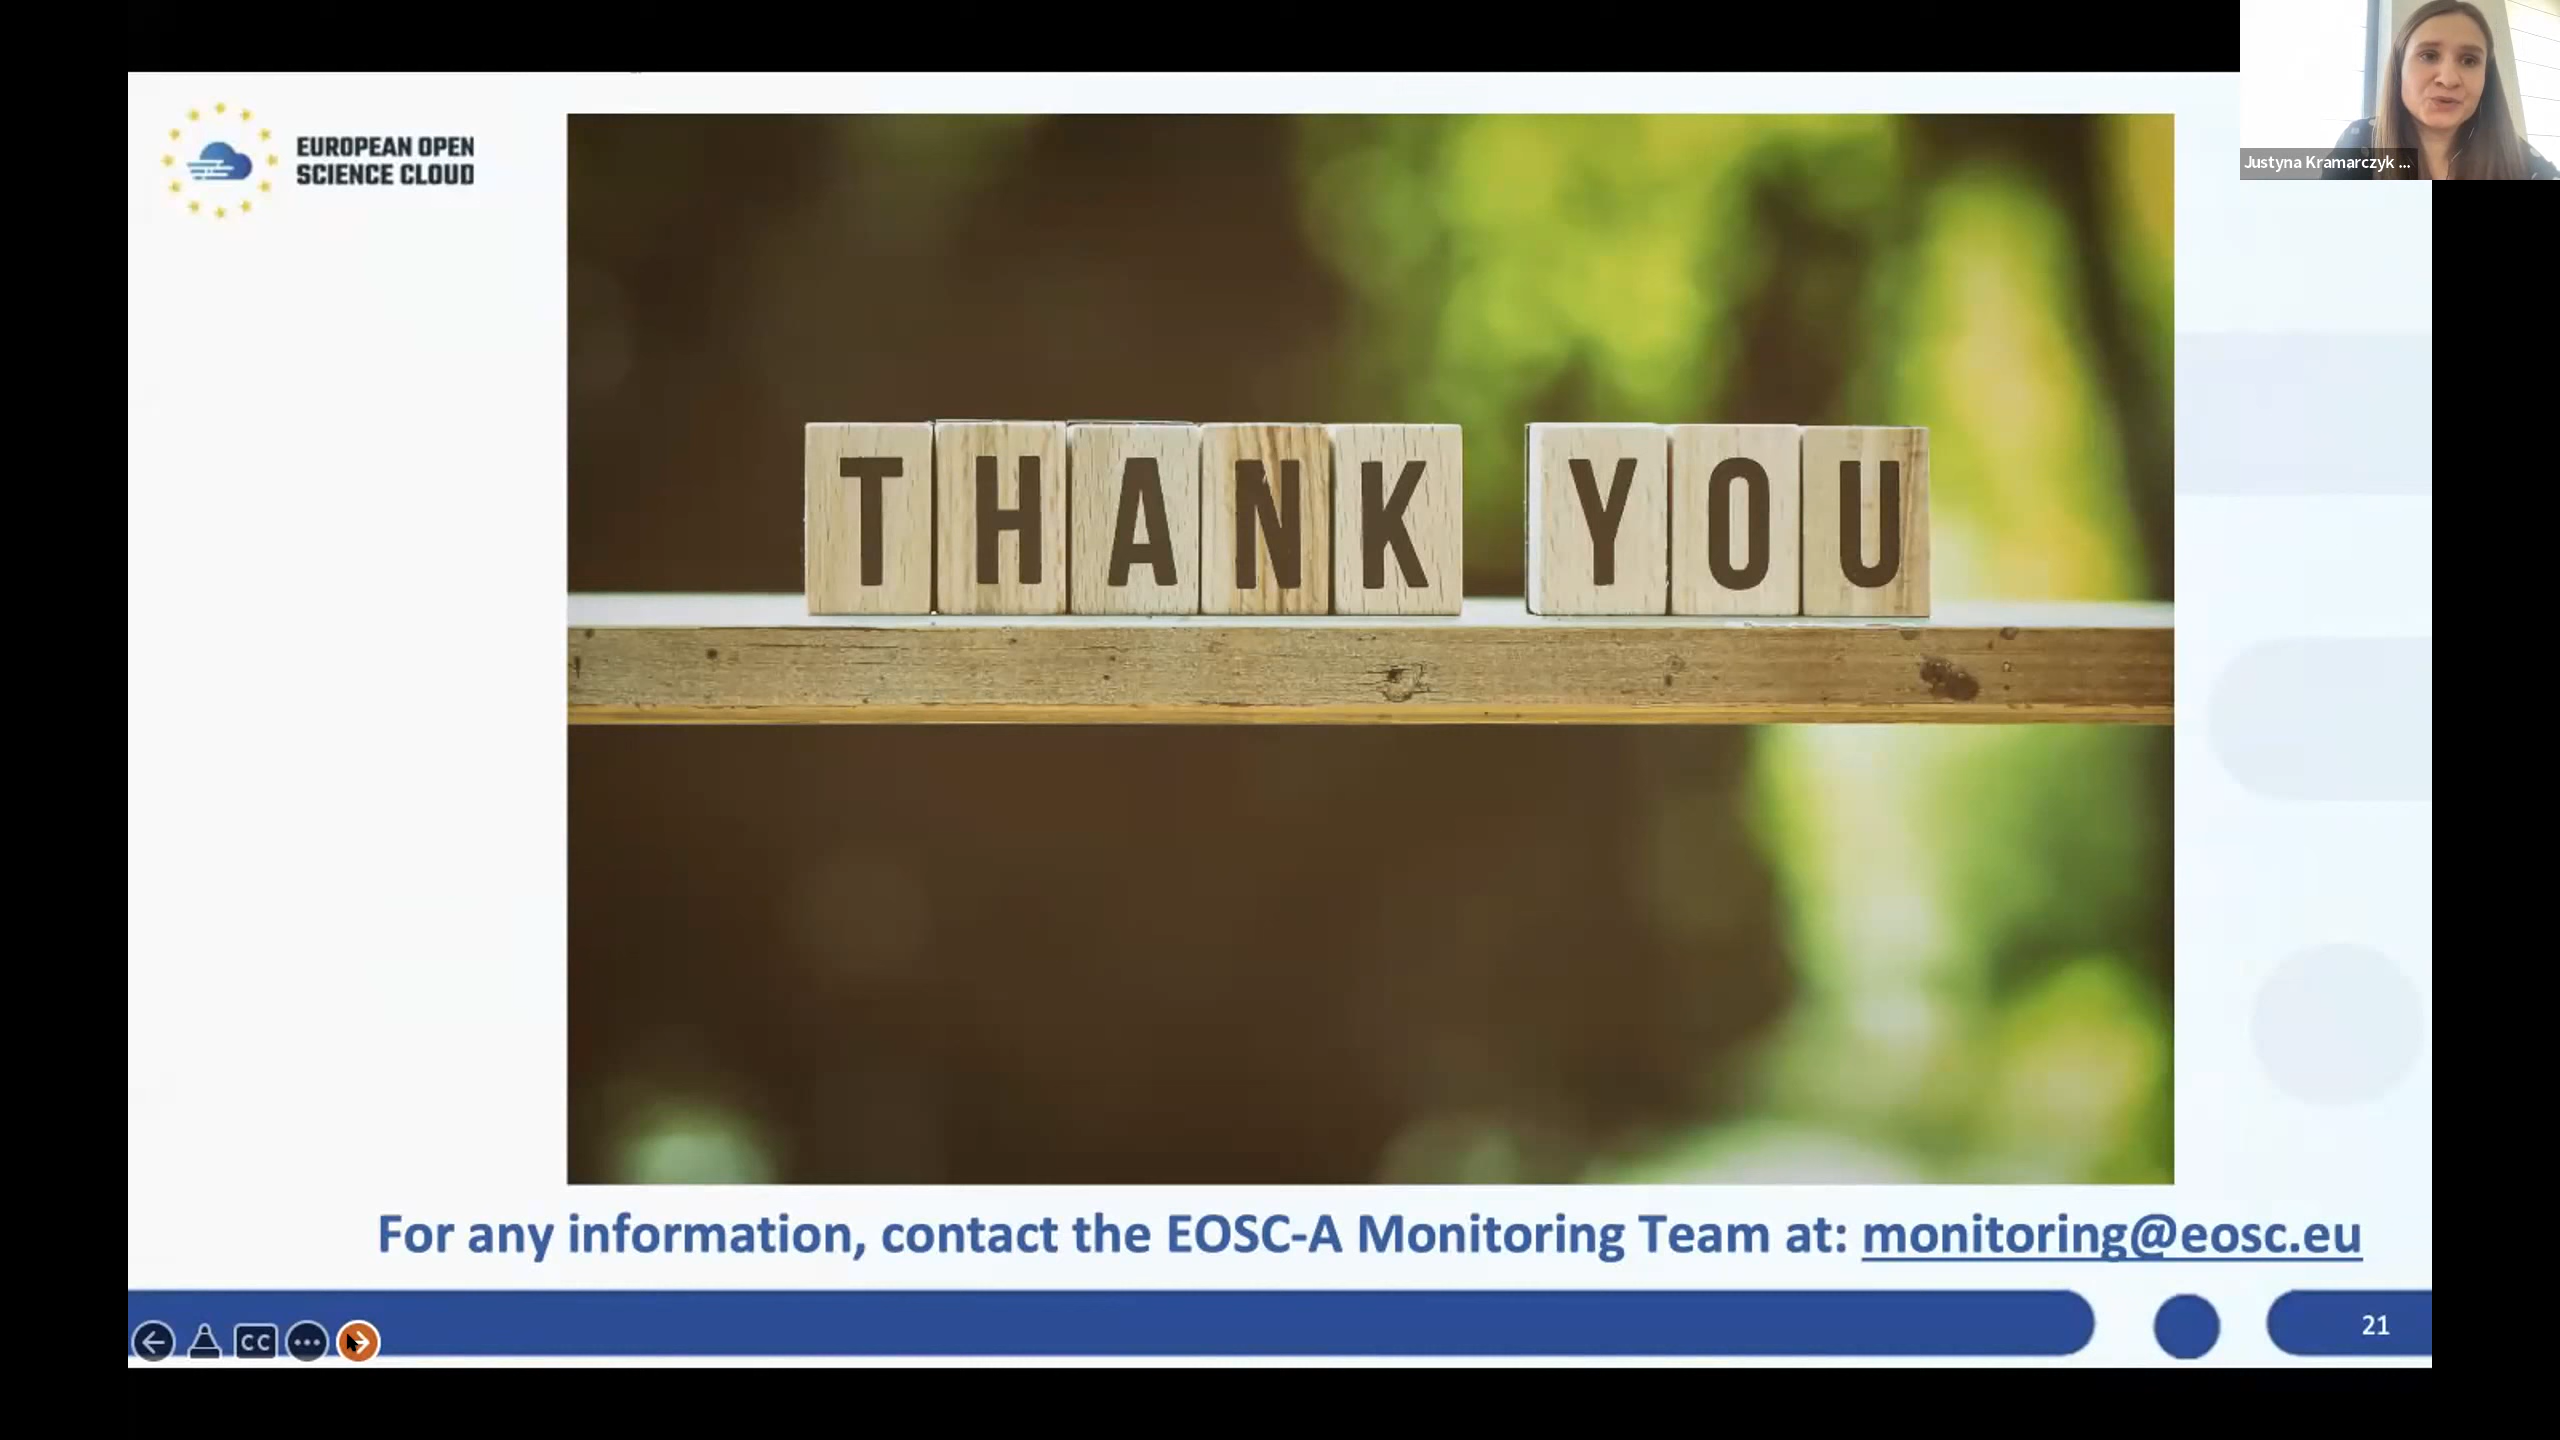 EUROPEAN OPEN
SCIENCE CLOUD
Justyna Kramarczyk ...
THANK YOU
For any information, contact the EOSC-A Monitoring Team at: monitoring@eosc.eu
CC
21